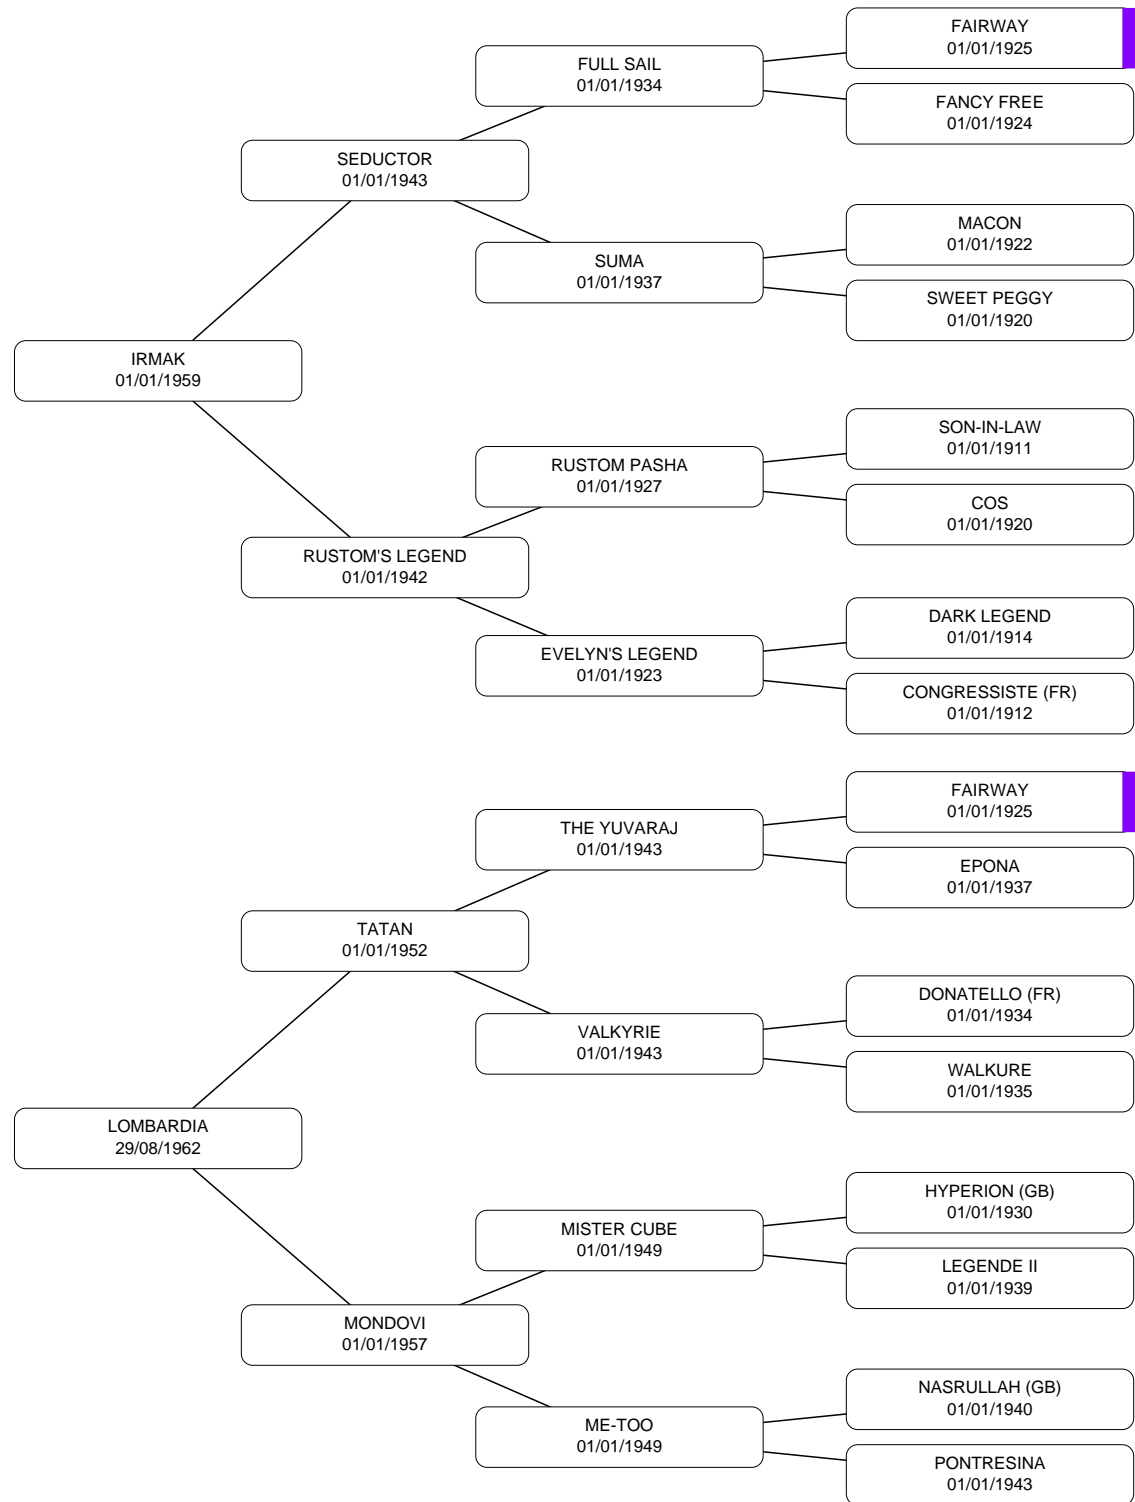 FAIRWAY
01/01/1925
FULL SAIL
01/01/1934
FANCY FREE
01/01/1924
SEDUCTOR
01/01/1943
MACON
01/01/1922
SUMA
01/01/1937
SWEET PEGGY
01/01/1920
IRMAK
01/01/1959
SON-IN-LAW
01/01/1911
RUSTOM PASHA
01/01/1927
COS
01/01/1920
RUSTOM'S LEGEND
01/01/1942
DARK LEGEND
01/01/1914
EVELYN'S LEGEND
01/01/1923
CONGRESSISTE (FR)
01/01/1912
FAIRWAY
01/01/1925
THE YUVARAJ
01/01/1943
EPONA
01/01/1937
TATAN
01/01/1952
DONATELLO (FR)
01/01/1934
VALKYRIE
01/01/1943
WALKURE
01/01/1935
LOMBARDIA
29/08/1962
HYPERION (GB)
01/01/1930
MISTER CUBE
01/01/1949
LEGENDE II
01/01/1939
MONDOVI
01/01/1957
NASRULLAH (GB)
01/01/1940
ME-TOO
01/01/1949
PONTRESINA
01/01/1943